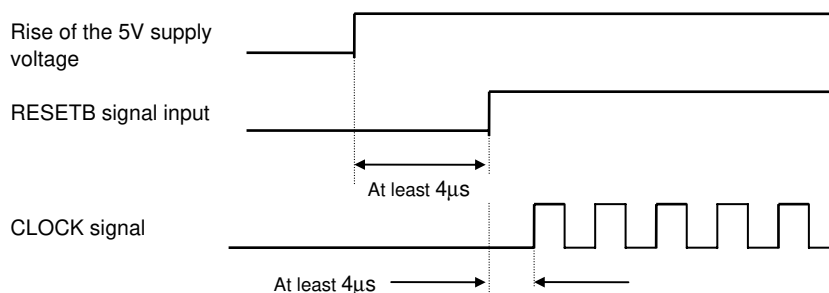 Rise of the 5V supply
voltage
RESETB signal input
At least 4μs
CLOCK signal
At least 4μs